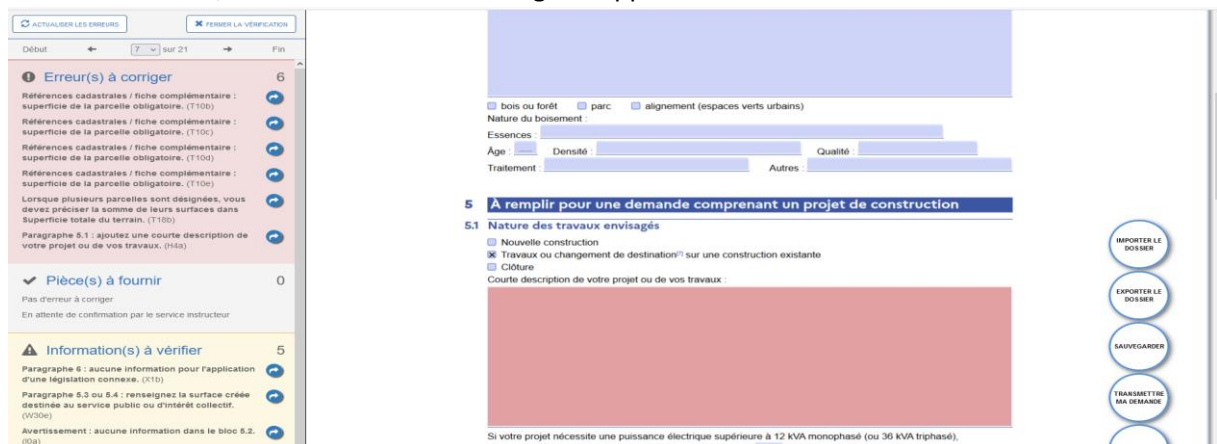 ACTUALISER LES ERREURS
FERMER LA VÉRIFICATION
Début 7 sur 21 Fin
Erreur(s) à corriger 6
Références cadastrales / fiche complémentaire :
superficie de la parcelle obligatoire. (T10b)
Références cadastrales / fiche complémentaire :
superficie de la parcelle obligatoire. (T10c)
Références cadastrales / fiche complémentaire :
superficie de la parcelle obligatoire. (T10d)
Références cadastrales / fiche complémentaire :
superficie de la parcelle obligatoire. (T10e)
Lorsque plusieurs parcelles sont désignées, vous
devez préciser la somme de leurs surfaces dans
Superficie totale du terrain. (T18b)
Paragraphe 5.1 : ajoutez une courte description de
votre projet ou de vos travaux. (H4a)
Pièce(s) à fournir 0
Pas d'erreur à corriger
En attente de confirmation par le service instructeur
Information(s) à vérifier 5
Paragraphe 6 : aucune information pour l'application
d'une législation connexe. (X1b)
Paragraphe 5.3 ou 5.4 : renseignez la surface créée
destinée au service public ou d'intérêt collectif.
(W30e)
Avertissement : aucune information dans le bloc 5.2.
(I0a)
bois ou forêt parc alignement (espaces verts urbains)
Nature du boisement :
Essences :
Âge : Densité : Qualité :
Traitement : Autres :
5 À remplir pour une demande comprenant un projet de construction
5.1 Nature des travaux envisagés
Nouvelle construction
Travaux ou changement de destination sur une construction existante
Clôture
Courte description de votre projet ou de vos travaux :
Si votre projet nécessite une puissance électrique supérieure à 12 kVA monophasé (ou 36 kVA triphasé),
IMPORTER LE
DOSSIER
EXPORTER LE
DOSSIER
SAUVEGARDER
TRANSMETTRE
MA DEMANDE